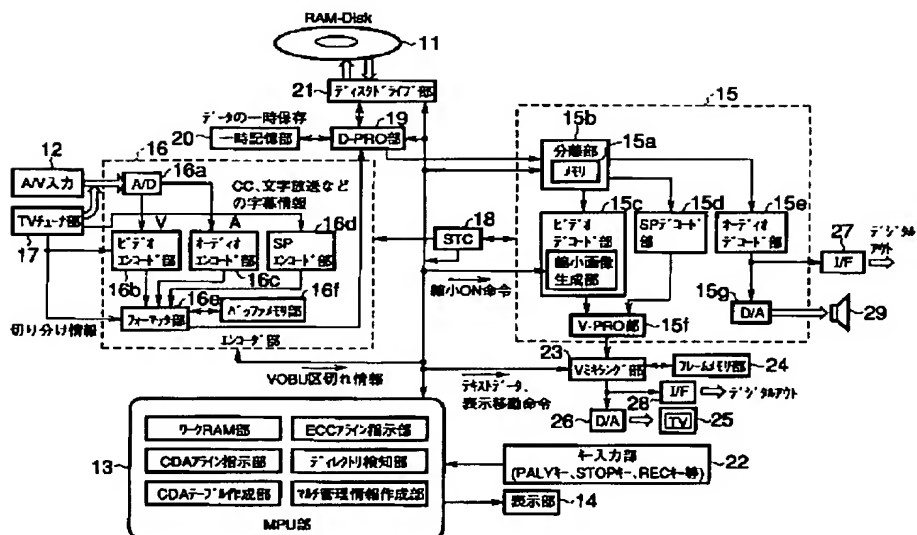 RAM-Disk
11
21
ディスクドライブ部
データの一時保存
19
20
一時記憶部
D-PRO部
12
16
A/V入力
A/D
16a
CC、文字放送など
の字幕情報
16d
TVチューナ部
V
A
17
ビデオ
エンコード部
オーディオ
エンコード部
SP
エンコード部
16b
16c
16e
16f
切り分け情報
フォーマッタ部
バッファメモリ部
エンコーダ部
VOBU区切れ情報
18
STC
縮小ON命令
15
15b
15a
分離部
メモリ
15c
15d
15e
ビデオ
デコード部
縮小画像
生成部
SPデコード
部
オーディオ
デコード部
27
デジタル
アウト
I/F
15g
D/A
29
V-PRO部
15f
23
24
Vミキシング部
フレームメモリ部
テキストデータ、
表示移動命令
28
I/F
デジタルアウト
26
D/A
TV
25
13
ワークRAM部
ECCアライン指示部
CDAアライン指示部
ディレクトリ検知部
CDAテーブル作成部
マルチ管理情報作成部
MPU部
キー入力部
(PALYキー、STOPキー、RECキー等)
22
表示部
14